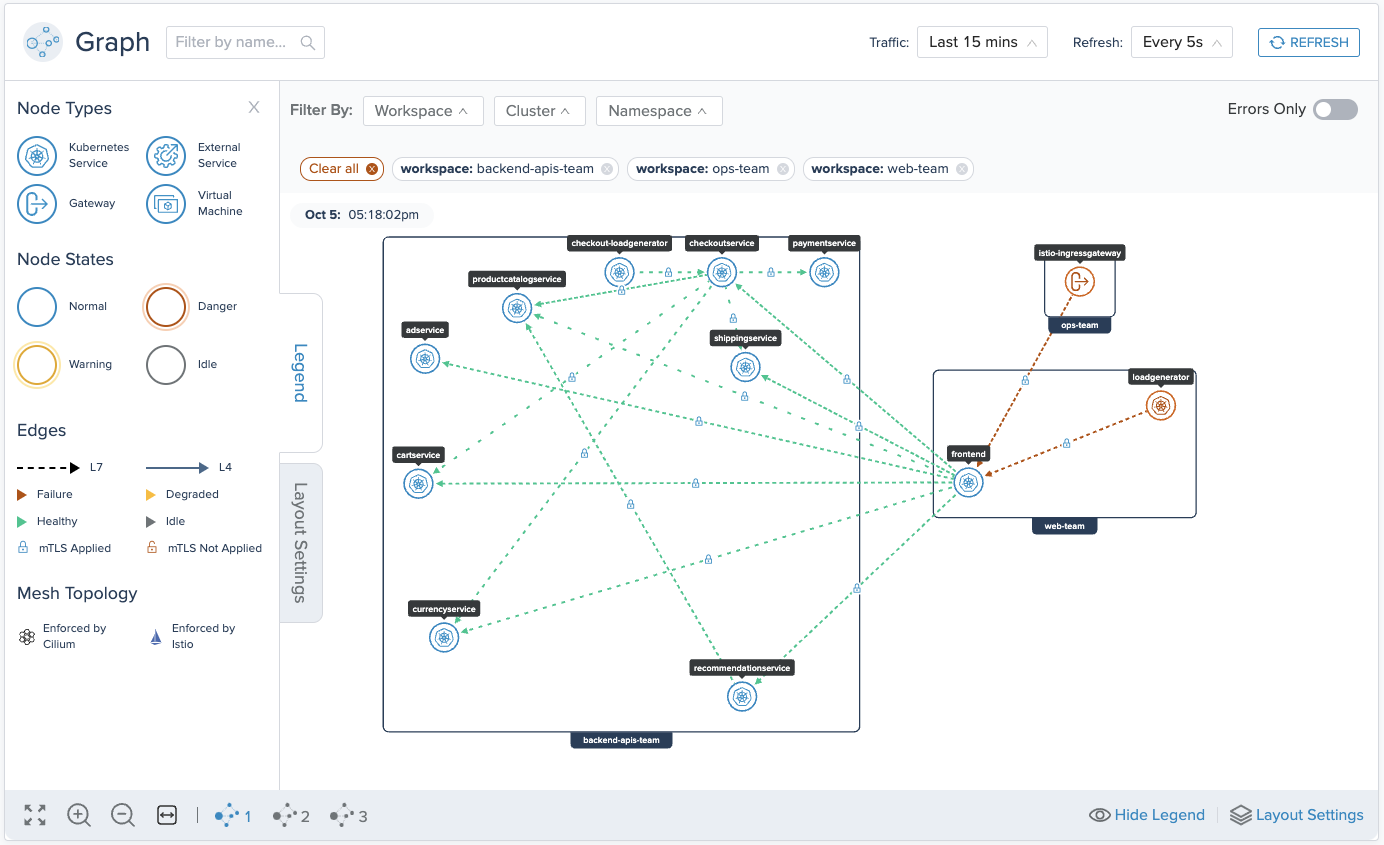 Graph
Filter by name...
Traffic: Last 15 mins
Refresh: Every 5s
REFRESH
Node Types
X
Kubernetes
Service
External
Service
Gateway
Virtual
Machine
Node States
Normal
Danger
Warning
Idle
Edges
L7
L4
Failure
Degraded
Healthy
Idle
mTLS Applied
mTLS Not Applied
Mesh Topology
Enforced by
Cilium
Enforced by
Istio
Legend
Layout Settings
Filter By: Workspace Cluster Namespace
Errors Only
Clear all
workspace: backend-apis-team
workspace: ops-team
workspace: web-team
Oct 5: 05:18:02pm
checkout-loadgenerator
checkoutservice
paymentservice
istio-ingressgateway
productcatalogservice
ops-team
adservice
shippingservice
loadgenerator
cartservice
frontend
web-team
currencyservice
recommendationservice
backend-apis-team
1
2
3
Hide Legend
Layout Settings